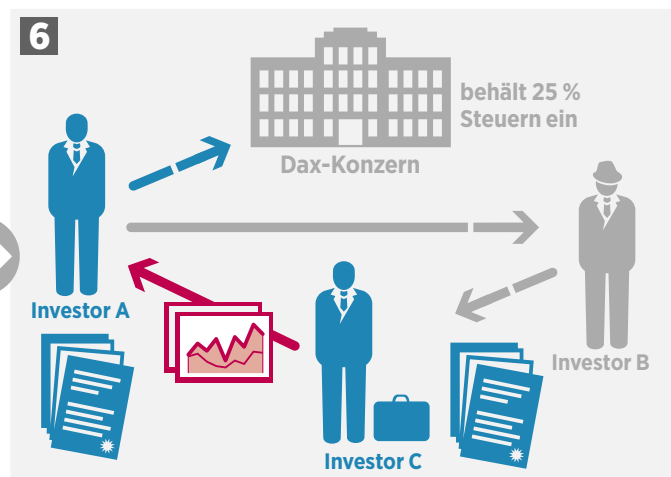 6
behält 25 %
Steuern ein
Dax-Konzern
Investor A
Investor B
Investor C